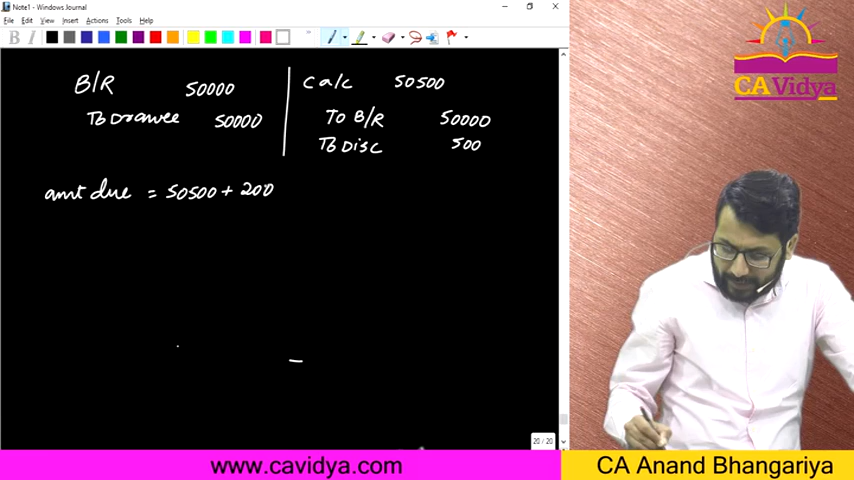 Note1 - Windows Journal
File Edit View Insert Actions Tools Help
B I
B/R 50000
To Drawee 50000
C a/c 50500
To B/R 50000
To Disc 500
amt due = 50500 + 200
20 / 20
CA Vidya
www.cavidya.com
CA Anand Bhangariya